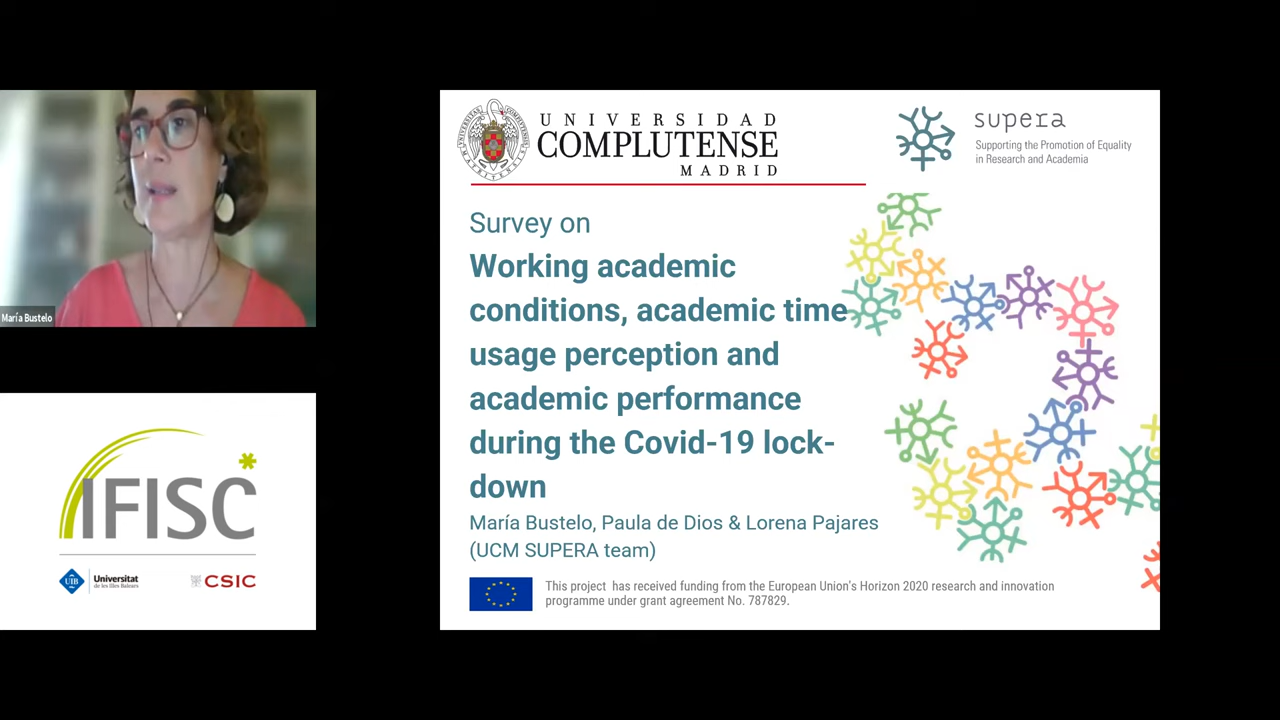 María Bustelo
IFISC
UIB
Universitat
de les Illes Balears
CSIC
UNIVERSIDAD
COMPLUTENSE
MADRID
supera
Supporting the Promotion of Equality
in Research and Academia
Survey on
Working academic
conditions, academic time
usage perception and
academic performance
during the Covid-19 lock-
down
María Bustelo, Paula de Dios & Lorena Pajares
(UCM SUPERA team)
This project has received funding from the European Union's Horizon 2020 research and innovation
programme under grant agreement No. 787829.